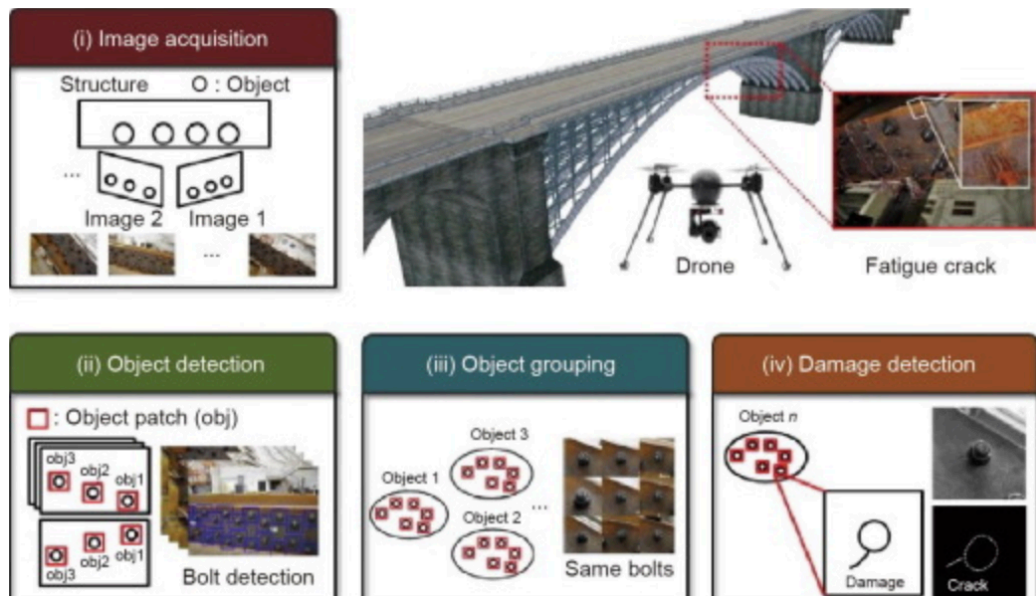 (i) Image acquisition
Structure O : Object
...
Image 2 Image 1
...
Drone
Fatigue crack
(ii) Object detection
: Object patch (obj)
obj3
obj2
obj1
obj3
obj2
obj1
Bolt detection
(iii) Object grouping
Object 3
Object 1
Object 2
...
Same bolts
(iv) Damage detection
Object n
Damage
Crack